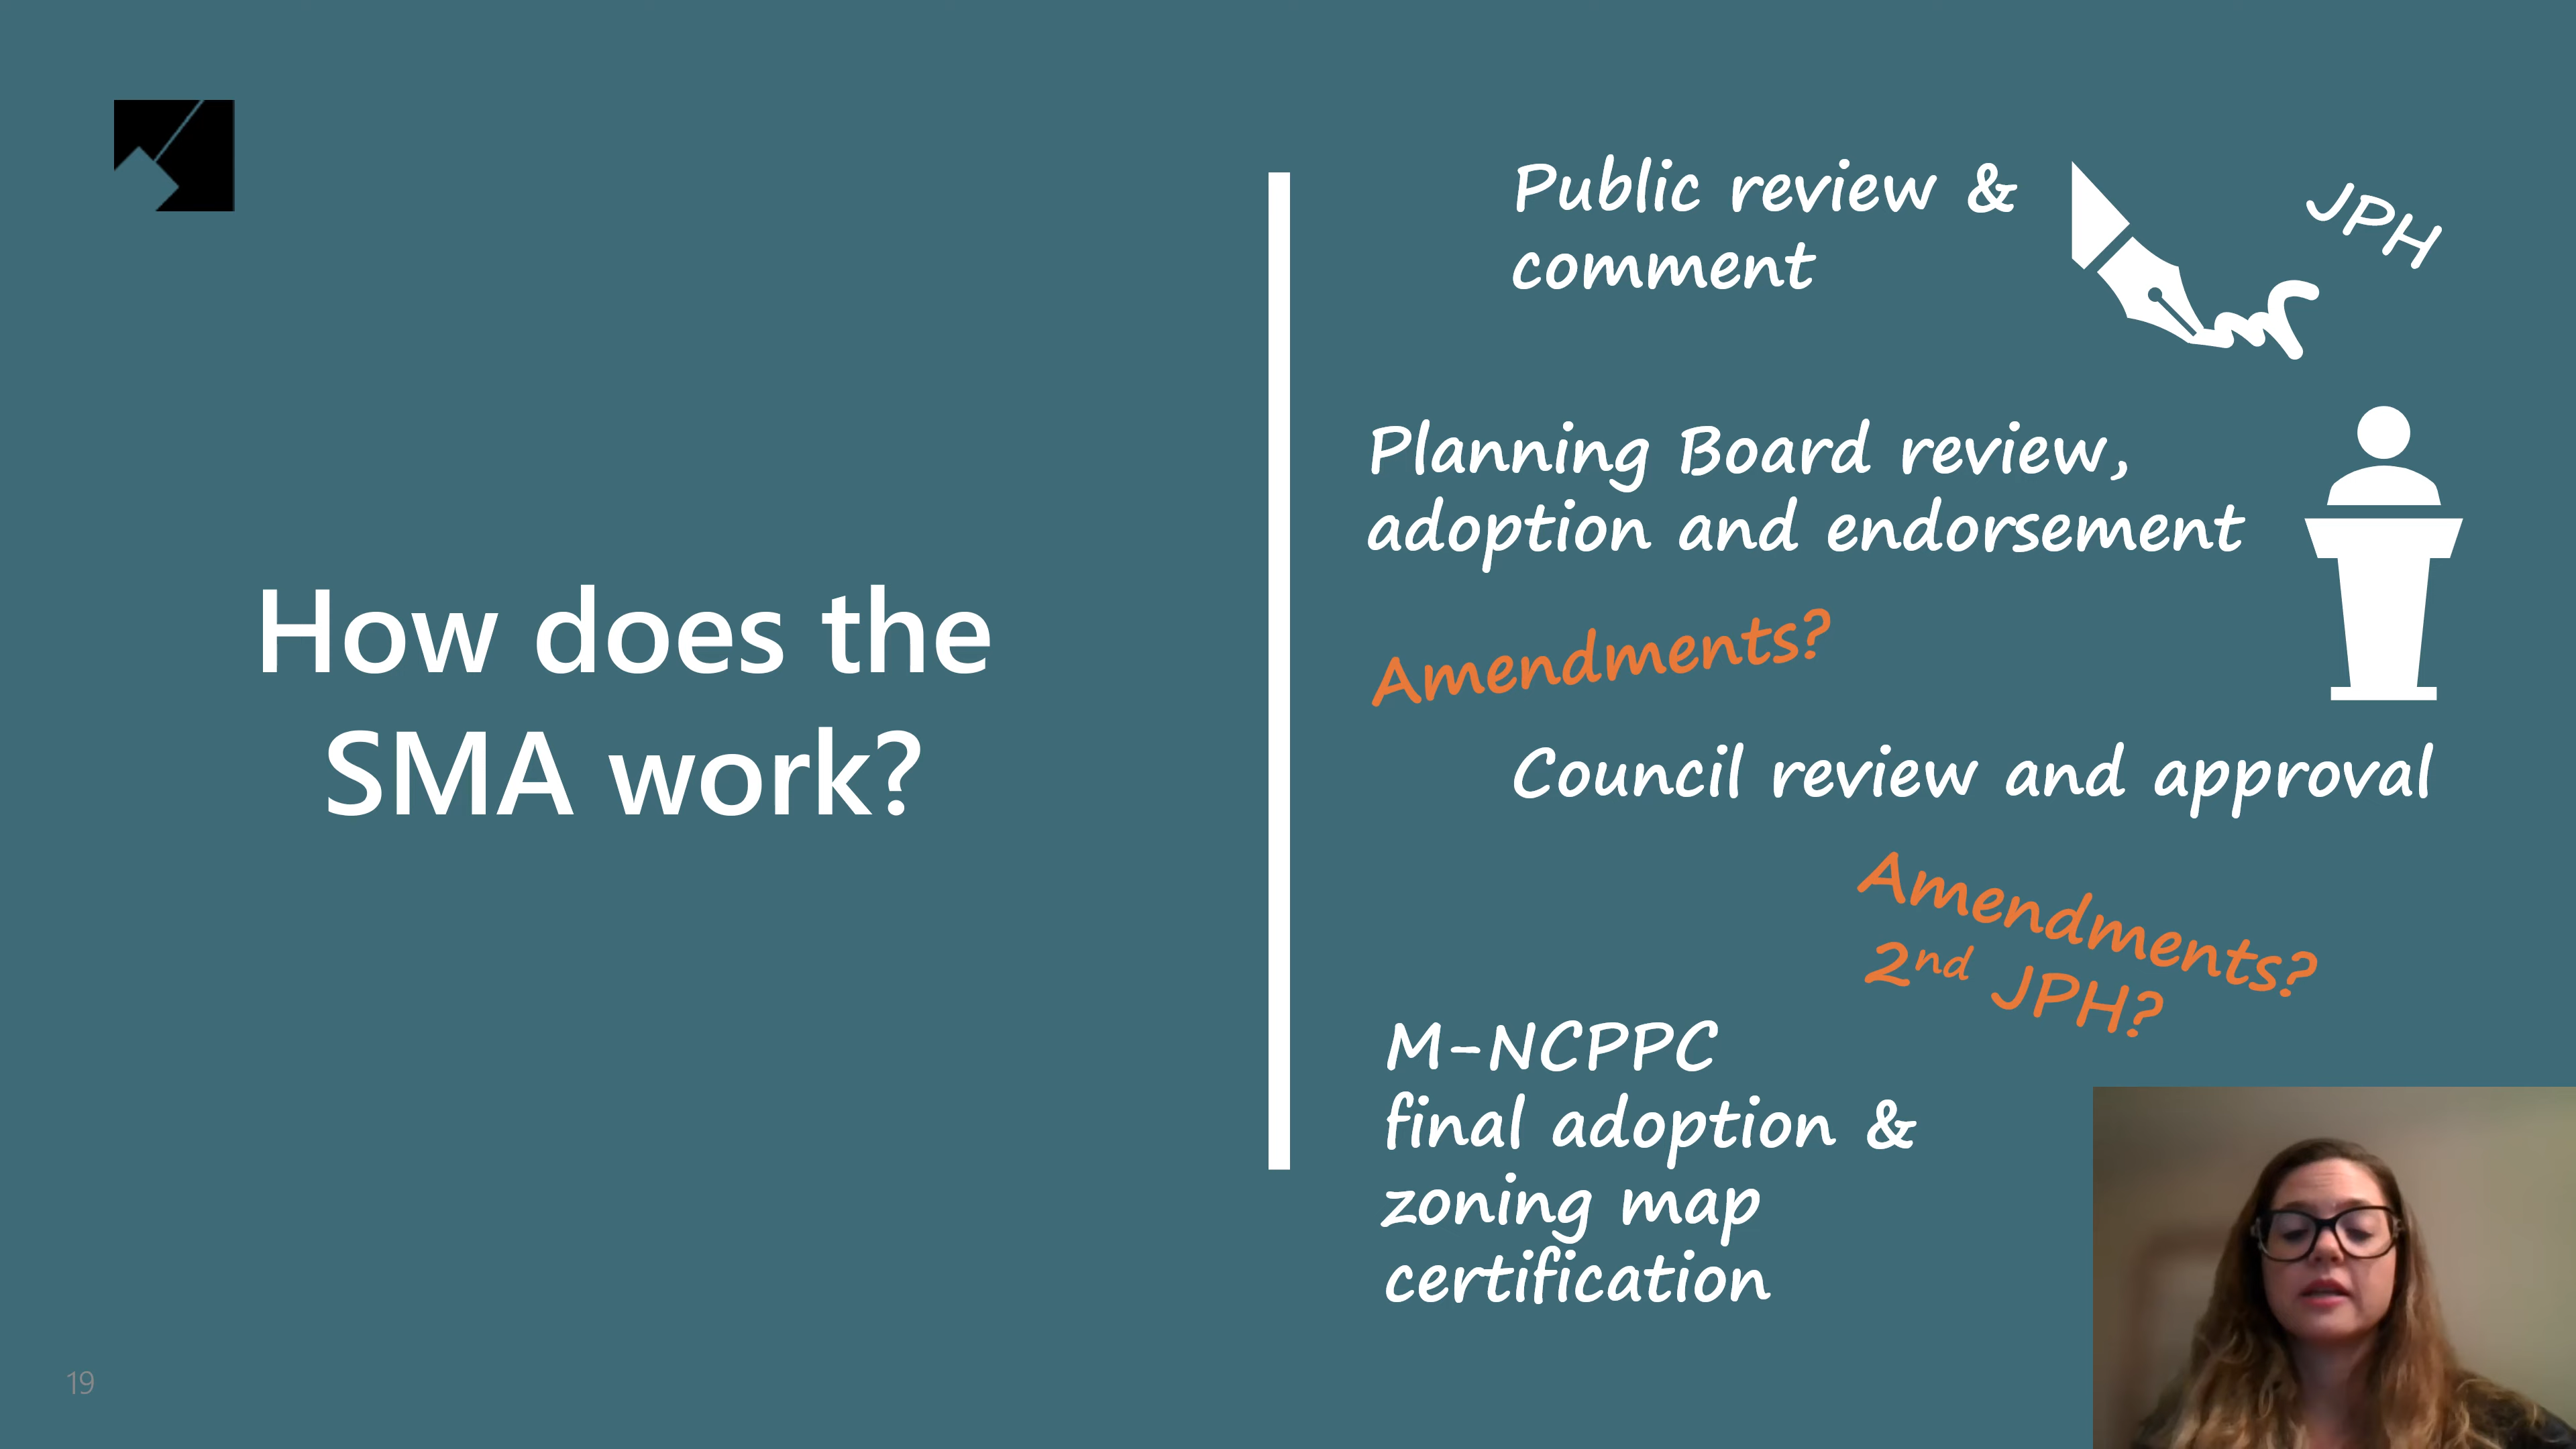 How does the
SMA work?
Public review &
comment
JPH
Planning Board review,
adoption and endorsement
Amendments?
Council review and approval
Amendments?
2nd JPH?
M-NCPPC
final adoption &
zoning map
certification
19